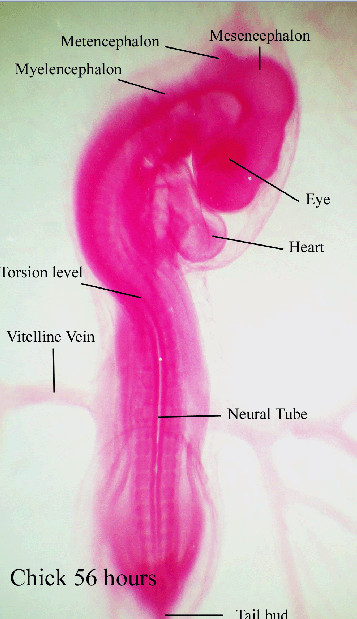 Metencephalon
Mesencephalon
Myelencephalon
Eye
Heart
Torsion level
Vitelline Vein
Neural Tube
Chick 56 hours
Tail bud